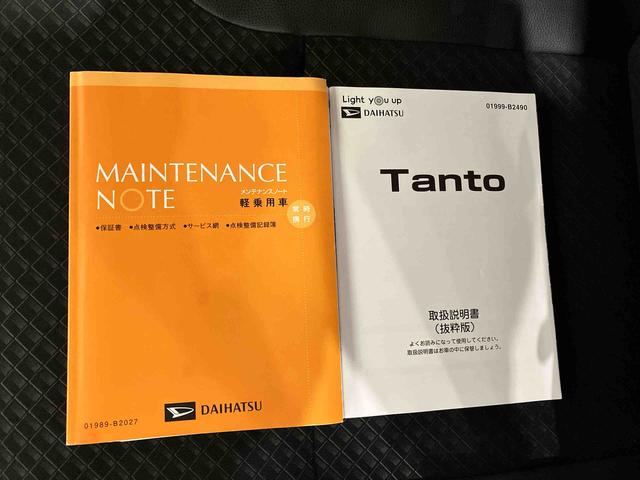 MAINTENANCE
NOTE
メンテナンスノート
軽乗用車
常時
携行
●保証書 ●点検整備方式 ●サービス網 ●点検整備記録簿
DAIHATSU
01989-B2027
Light you up
DAIHATSU
01999-B2490
Tanto
取扱説明書
（抜粋版）
よくお読みになって使用してください。
取扱説明書はお車の中に保管しましょう。